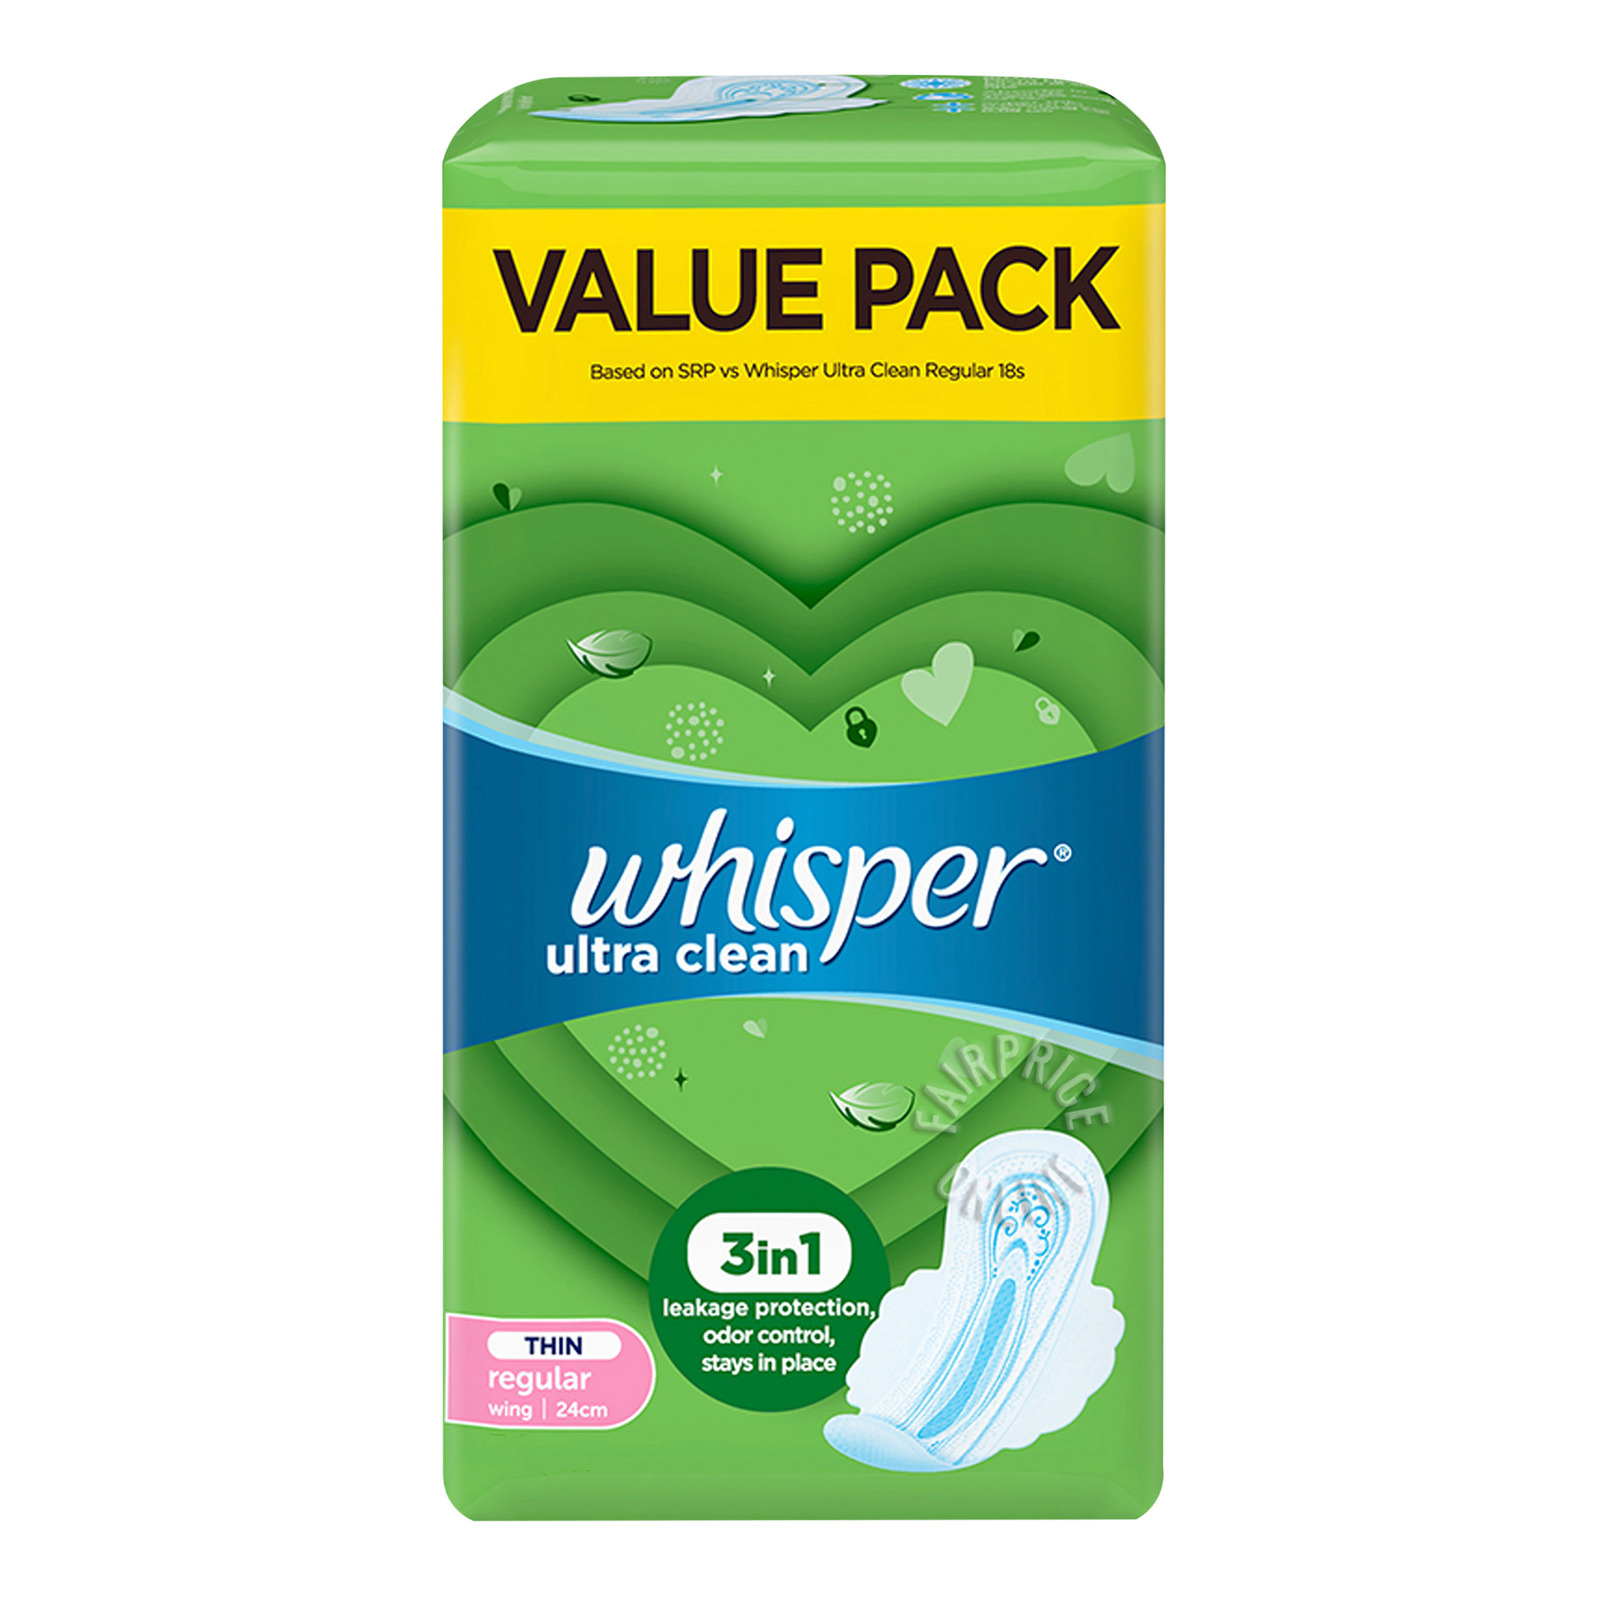 VALUE PACK
Based on SRP vs Whisper Ultra Clean Regular 18s
whisper®
ultra clean
FAIRPRICE
ONLINE
3in1
leakage protection,
odor control,
stays in place
THIN
regular
wing | 24cm